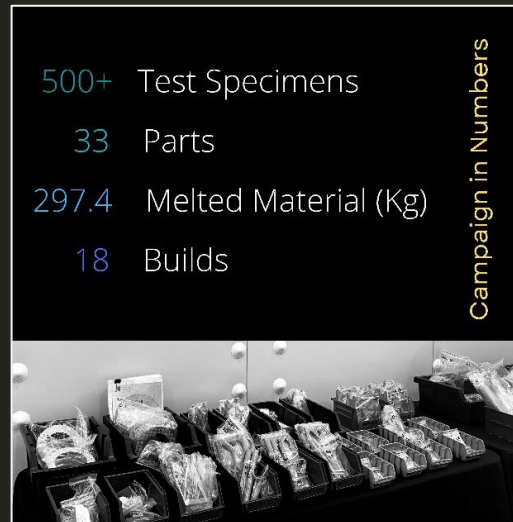 500+ Test Specimens
33 Parts
297.4 Melted Material (Kg)
18 Builds
Campaign in Numbers